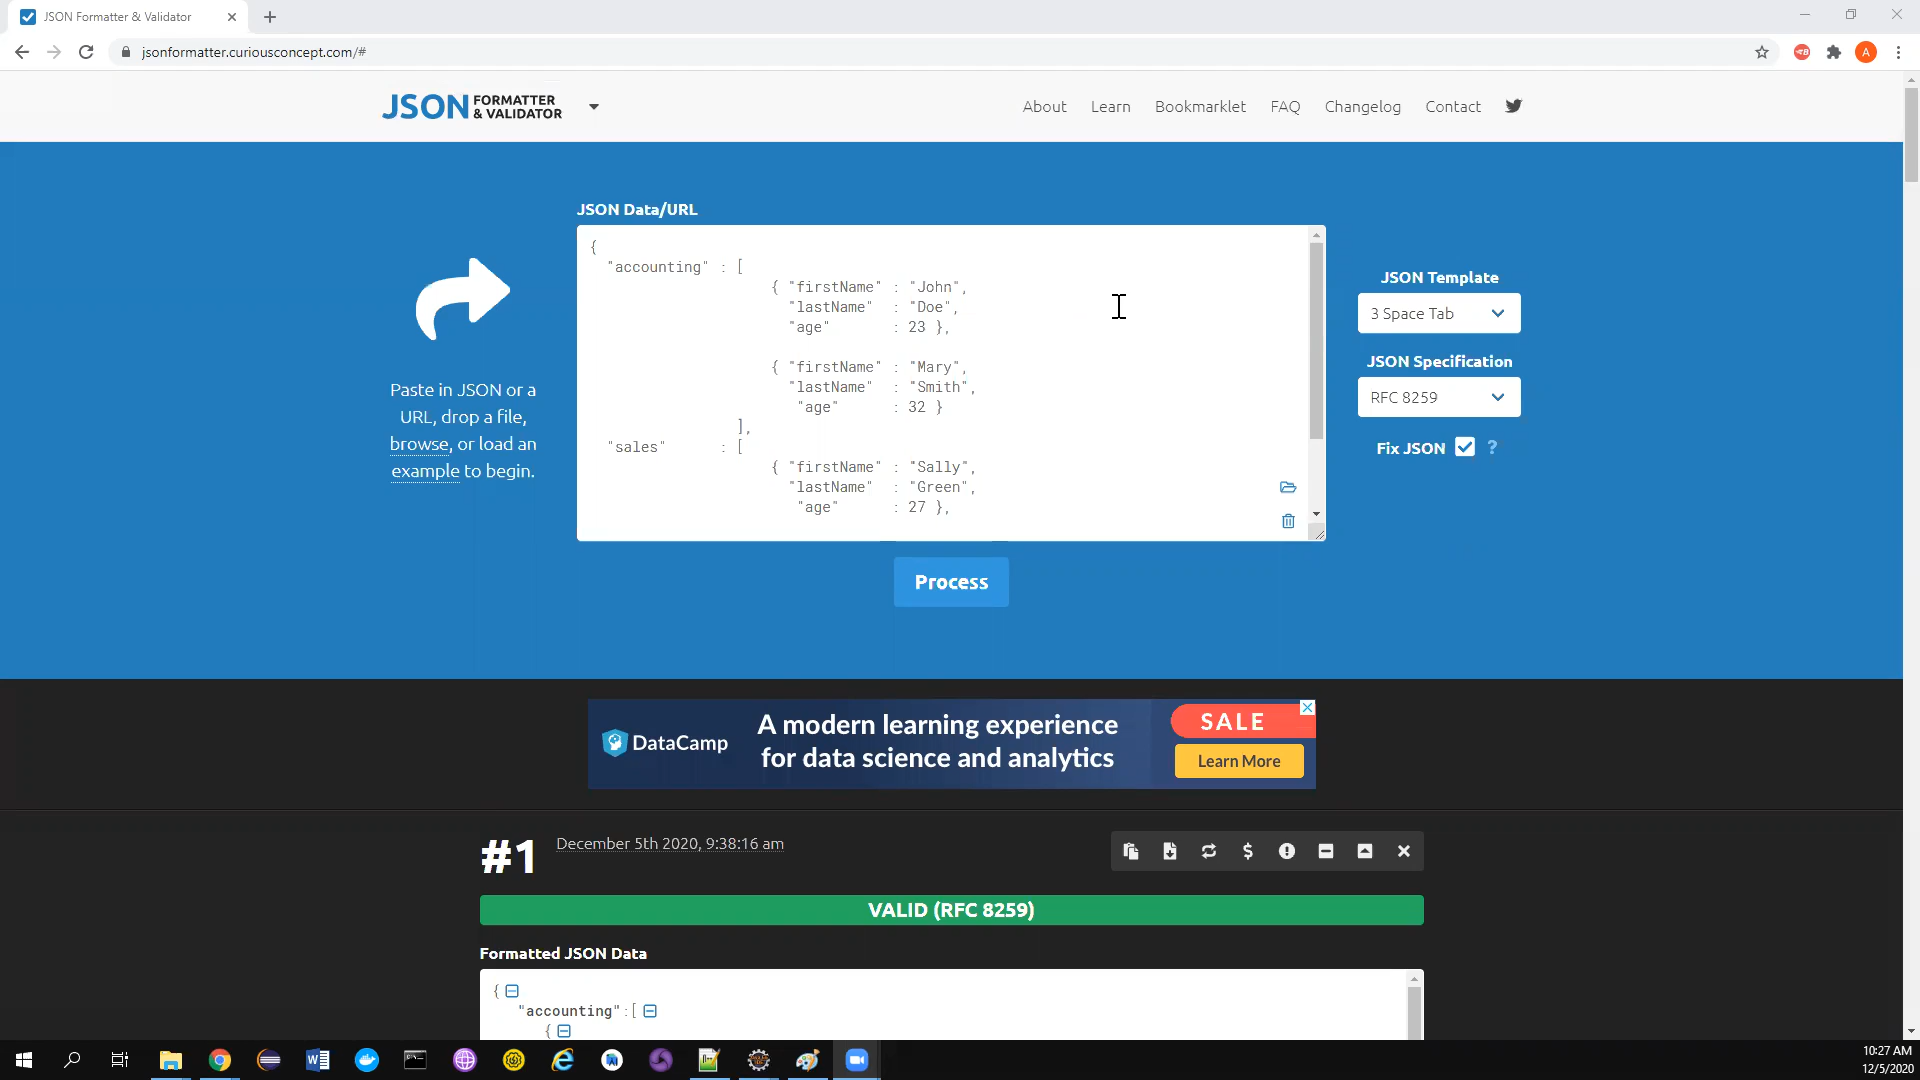 JSON Formatter & Validator
jsonformatter.curiousconcept.com/#
A
JSON FORMATTER & VALIDATOR
About Learn Bookmarklet FAQ Changelog Contact
JSON Data/URL
{
"accounting" : [
{ "firstName" : "John",
"lastName" : "Doe",
"age" : 23 },
{ "firstName" : "Mary",
"lastName" : "Smith",
"age" : 32 }
],
"sales" : [
{ "firstName" : "Sally",
"lastName" : "Green",
"age" : 27 },
Paste in JSON or a
URL, drop a file,
browse, or load an
example to begin.
JSON Template
3 Space Tab
JSON Specification
RFC 8259
Fix JSON ?
Process
DataCamp
A modern learning experience
for data science and analytics
SALE
Learn More
#1
December 5th 2020, 9:38:16 am
VALID (RFC 8259)
Formatted JSON Data
{
"accounting":[
{
10:27 AM
12/5/2020